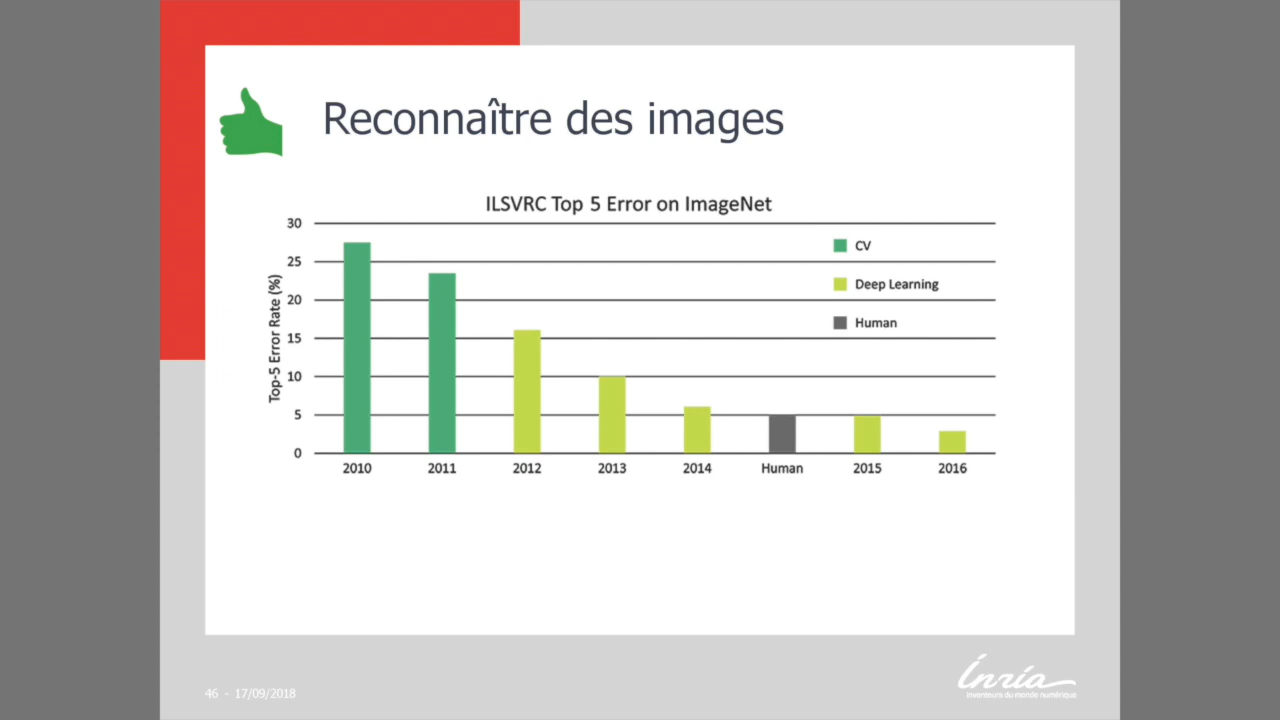 Reconnaître des images
ILSVRC Top 5 Error on ImageNet
Top-5 Error Rate (%)
30
25
20
15
10
5
0
CV
Deep Learning
Human
2010 2011 2012 2013 2014 Human 2015 2016
46 - 17/09/2018
Inria
inventeurs du monde numérique